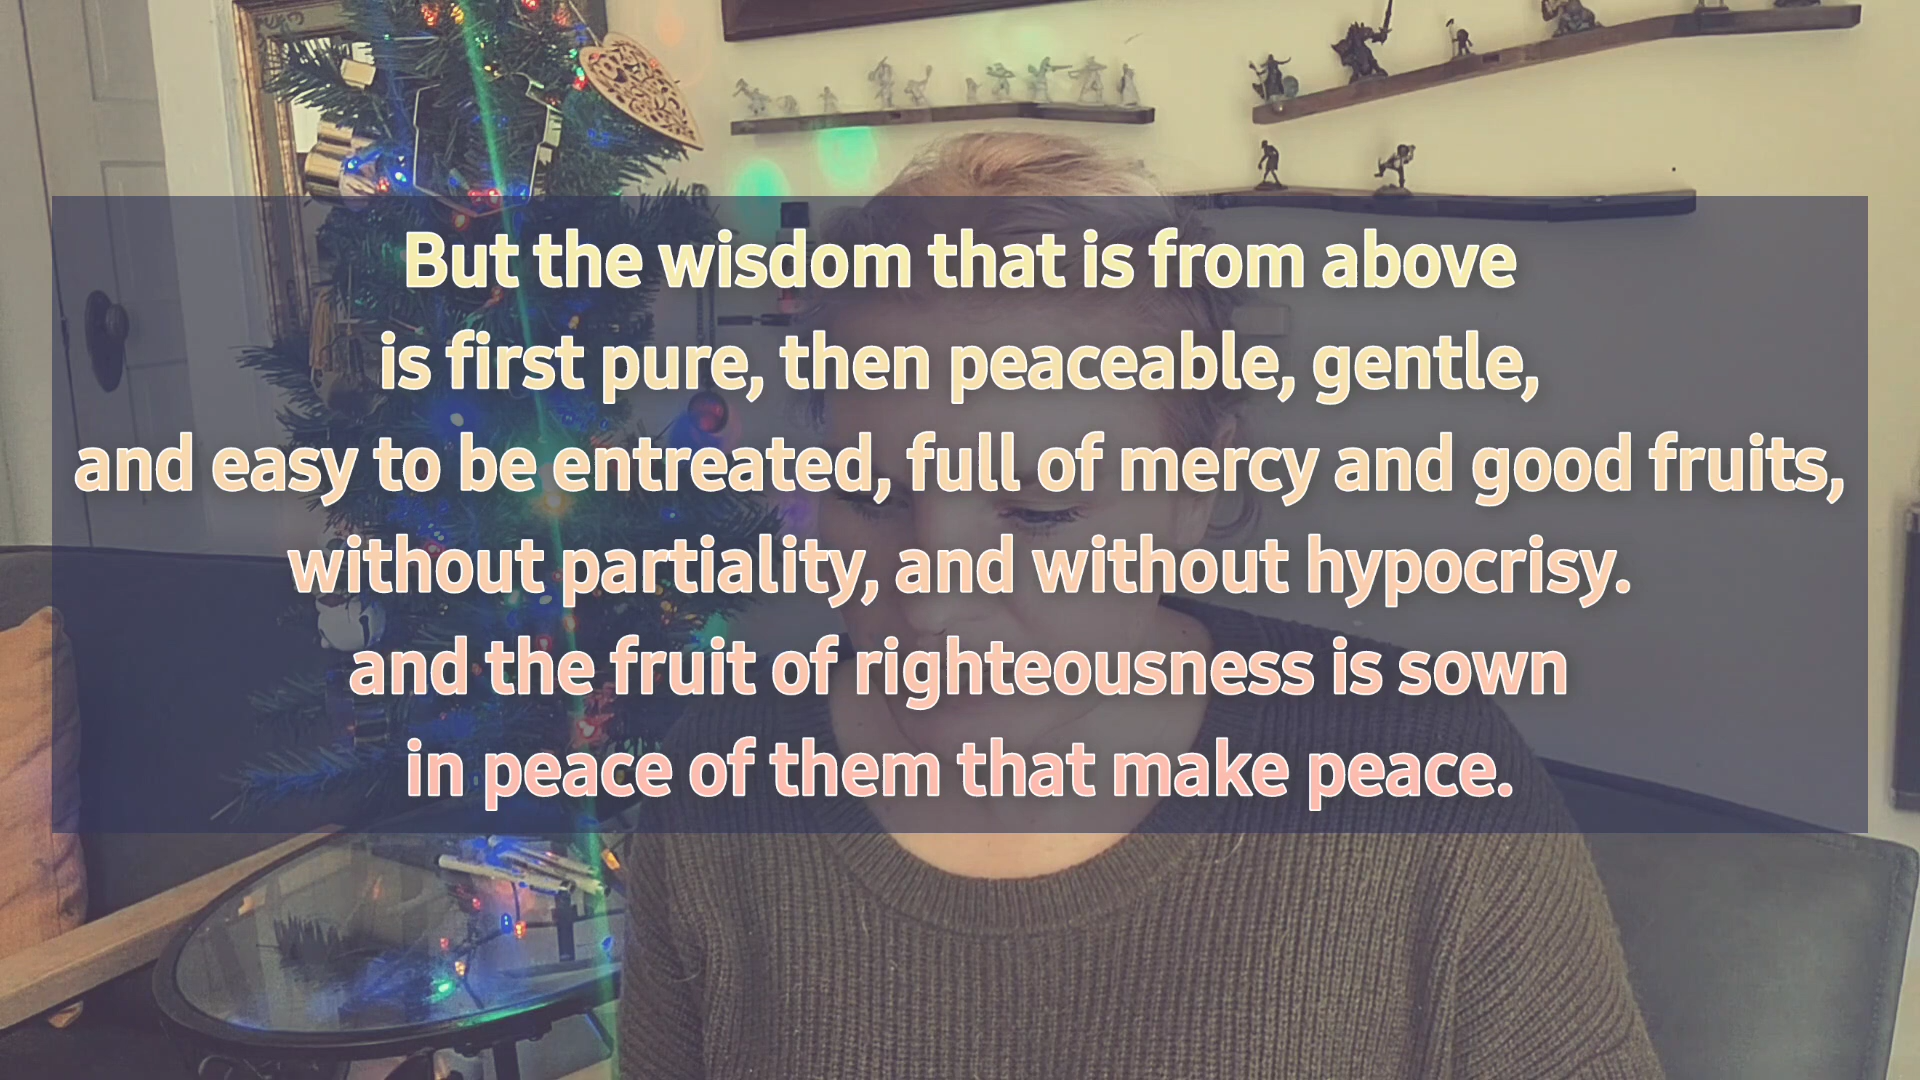 But the wisdom that is from above
is first pure, then peaceable, gentle,
and easy to be entreated, full of mercy and good fruits,
without partiality, and without hypocrisy.
and the fruit of righteousness is sown
in peace of them that make peace.